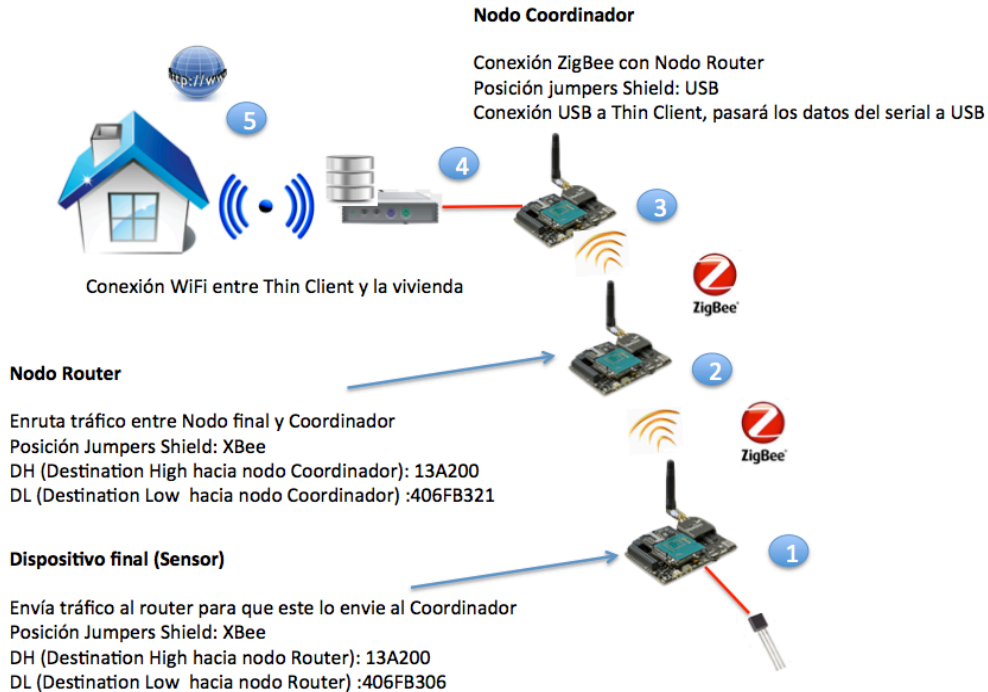 Nodo Coordinador
Conexión ZigBee con Nodo Router
Posición jumpers Shield: USB
Conexión USB a Thin Client, pasará los datos del serial a USB
5
4
3
Conexión WiFi entre Thin Client y la vivienda
ZigBee
Nodo Router
2
Enruta tráfico entre Nodo final y Coordinador
Posición Jumpers Shield: XBee
DH (Destination High hacia nodo Coordinador): 13A200
DL (Destination Low  hacia nodo Coordinador) :406FB321
ZigBee
Dispositivo final (Sensor)
1
Envía tráfico al router para que este lo envie al Coordinador
Posición Jumpers Shield: XBee
DH (Destination High hacia nodo Router): 13A200
DL (Destination Low  hacia nodo Router) :406FB306